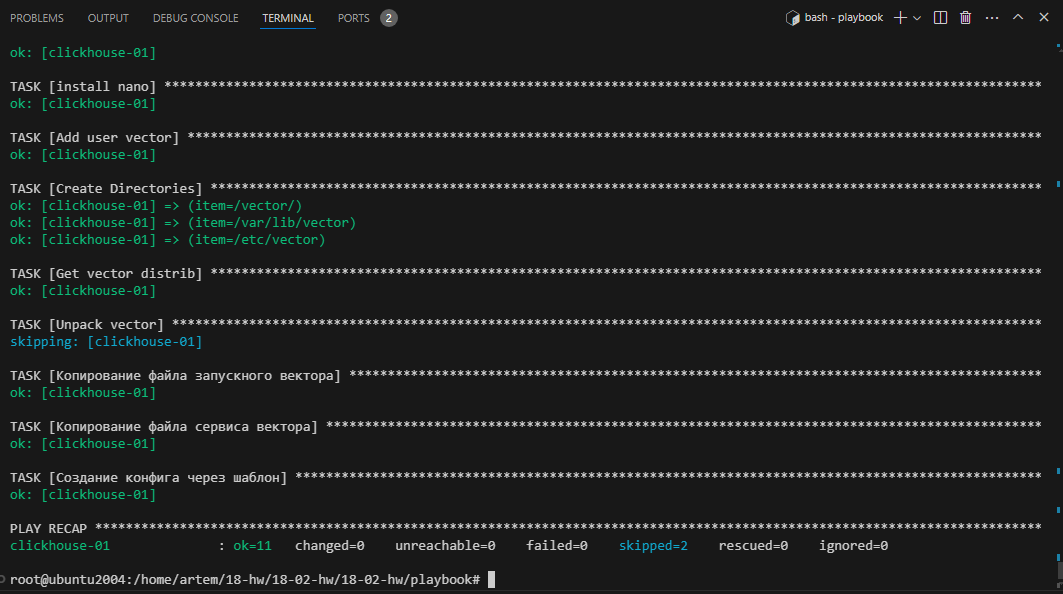 PROBLEMS OUTPUT DEBUG CONSOLE TERMINAL PORTS 2 bash - playbook
ok: [clickhouse-01]
TASK [install nano] ******************************************************************************************************************
ok: [clickhouse-01]
TASK [Add user vector] ***************************************************************************************************************
ok: [clickhouse-01]
TASK [Create Directories] ************************************************************************************************************
ok: [clickhouse-01] => (item=/vector/)
ok: [clickhouse-01] => (item=/var/lib/vector)
ok: [clickhouse-01] => (item=/etc/vector)
TASK [Get vector distrib] ************************************************************************************************************
ok: [clickhouse-01]
TASK [Unpack vector] *****************************************************************************************************************
skipping: [clickhouse-01]
TASK [Копирование файла запускного вектора] ******************************************************************************************
ok: [clickhouse-01]
TASK [Копирование файла сервиса вектора] *********************************************************************************************
ok: [clickhouse-01]
TASK [Создание конфига через шаблон] *************************************************************************************************
ok: [clickhouse-01]
PLAY RECAP ***************************************************************************************************************************
clickhouse-01 : ok=11 changed=0 unreachable=0 failed=0 skipped=2 rescued=0 ignored=0
root@ubuntu2004:/home/artem/18-hw/18-02-hw/18-02-hw/playbook#